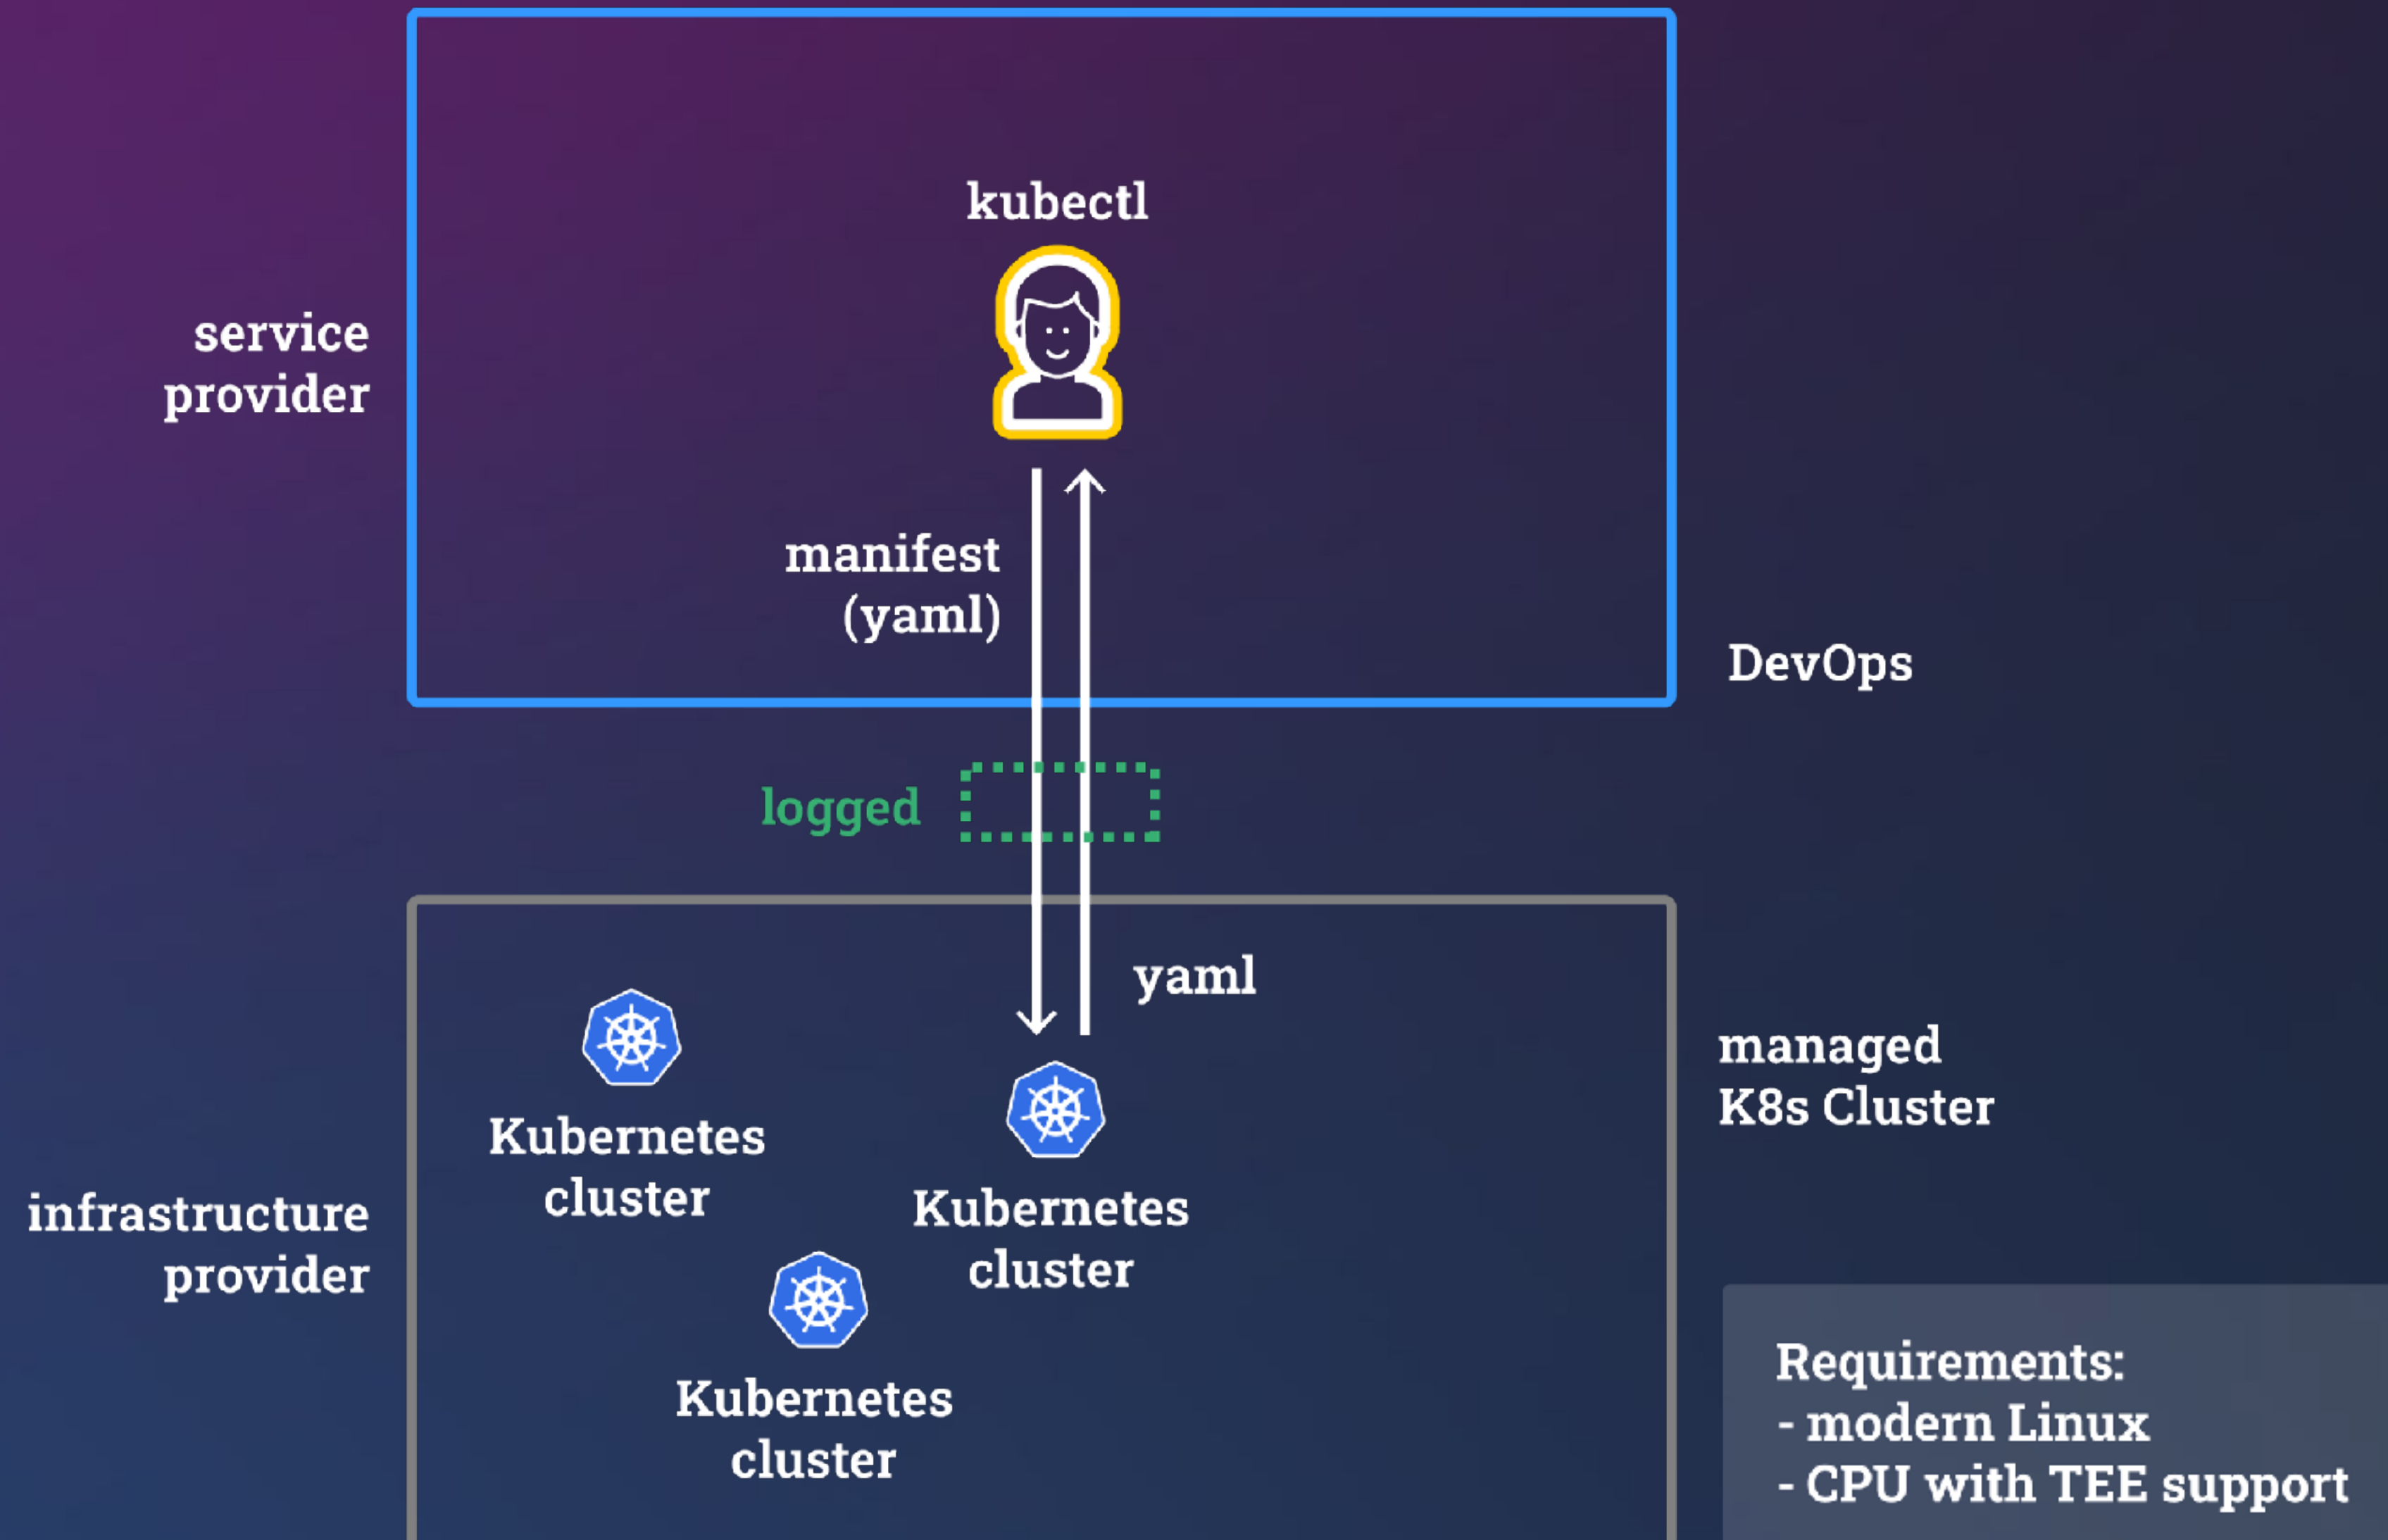 kubectl
service
provider
manifest
(yaml)
DevOps
logged
yaml
managed
K8s Cluster
Kubernetes
cluster
Kubernetes
cluster
infrastructure
provider
Kubernetes
cluster
Requirements:
- modern Linux
- CPU with TEE support